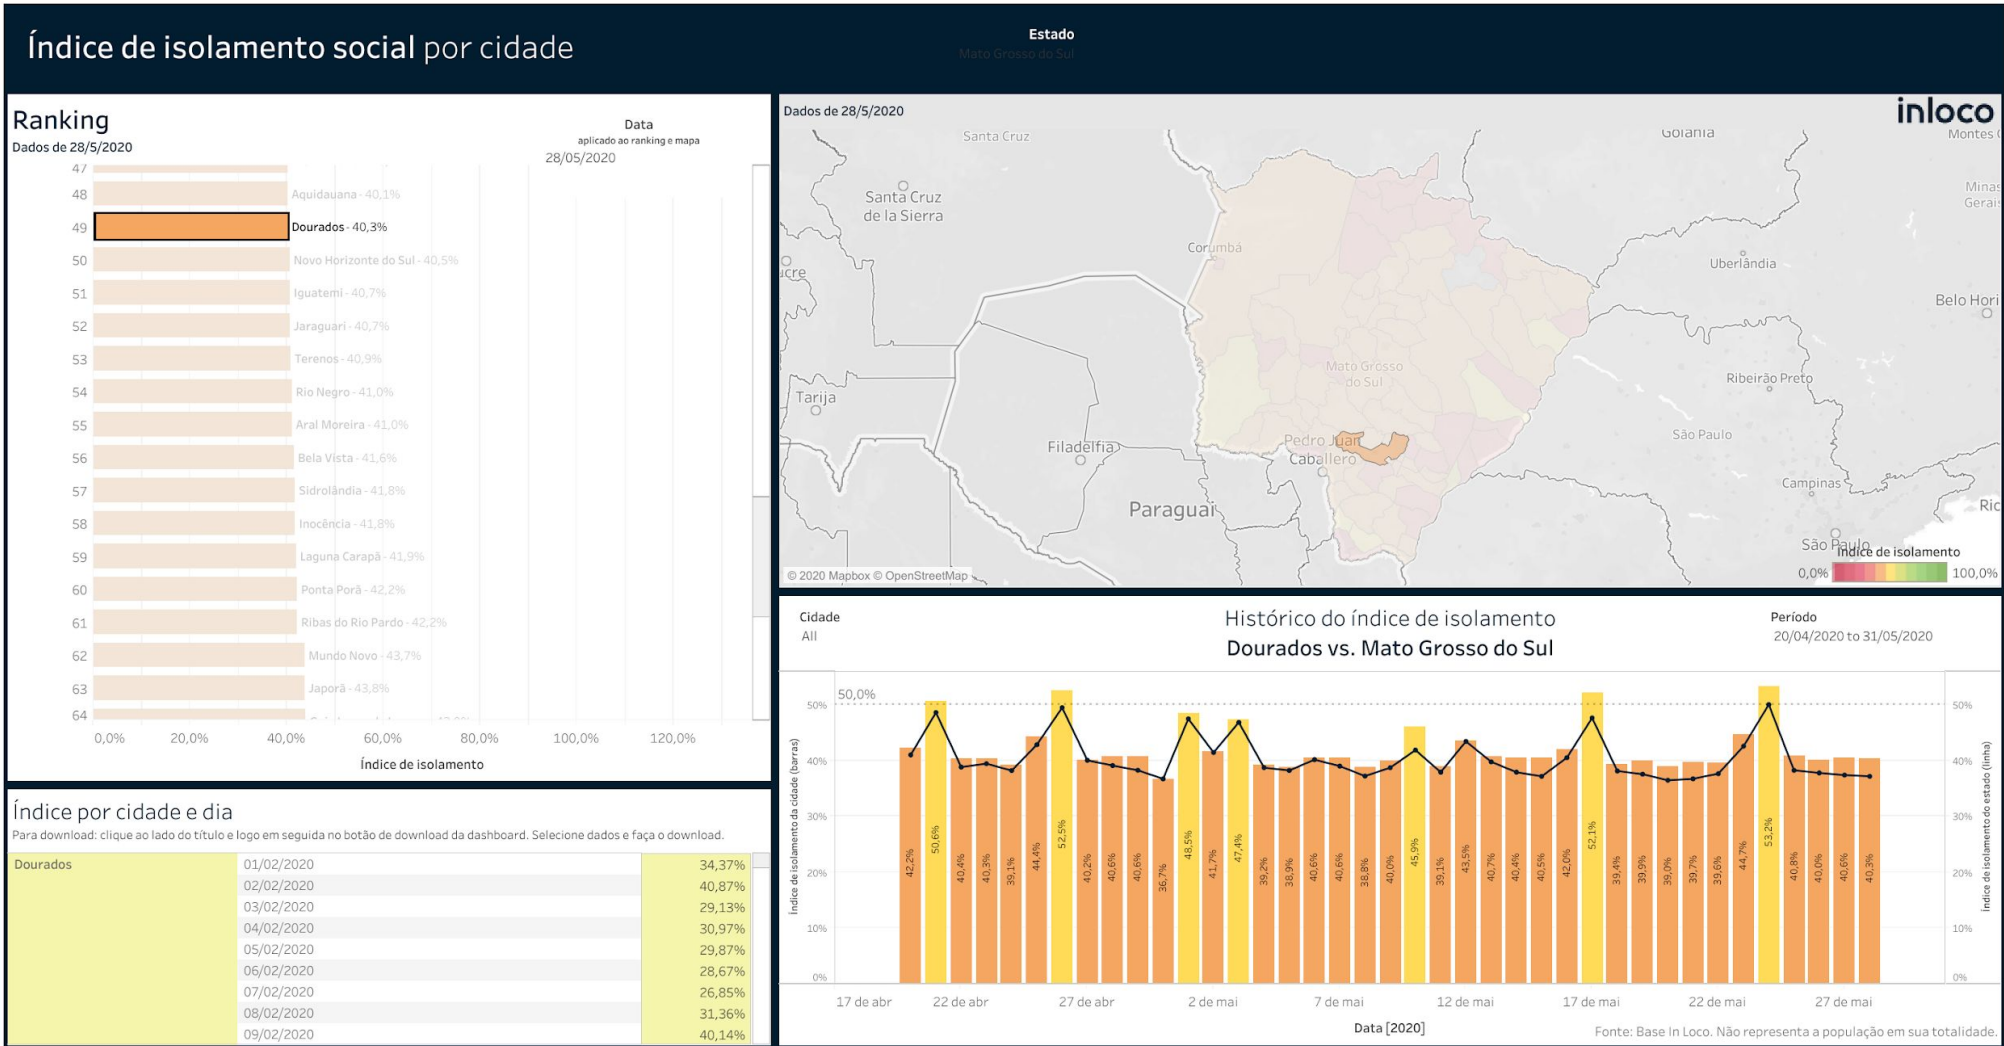 Índice de isolamento social por cidade
Estado
Mato Grosso do Sul
Ranking
Dados de 28/5/2020
Data
aplicado ao ranking e mapa
28/05/2020
47
48 Aquidauana - 40,1%
49 Dourados - 40,3%
50 Novo Horizonte do Sul - 40,5%
51 Iguatemi - 40,7%
52 Jaraguari - 40,7%
53 Terenos - 40,9%
54 Rio Negro - 41,0%
55 Aral Moreira - 41,0%
56 Bela Vista - 41,6%
57 Sidrolândia - 41,8%
58 Inocência - 41,8%
59 Laguna Carapã - 41,9%
60 Ponta Porã - 42,2%
61 Ribas do Rio Pardo - 42,2%
62 Mundo Novo - 43,7%
63 Japorã - 43,8%
64
0,0% 20,0% 40,0% 60,0% 80,0% 100,0% 120,0%
Índice de isolamento
Índice por cidade e dia
Para download: clique ao lado do título e logo em seguida no botão de download da dashboard. Selecione dados e faça o download.
Dourados 01/02/2020 34,37%
02/02/2020 40,87%
03/02/2020 29,13%
04/02/2020 30,97%
05/02/2020 29,87%
06/02/2020 28,67%
07/02/2020 26,85%
08/02/2020 31,36%
09/02/2020 40,14%
Dados de 28/5/2020
inloco
Santa Cruz
Goiânia
Montes
Santa Cruz
de la Sierra
Minas
Gerais
Corumbá
Uberlândia
ucre
Belo Hori
Mato Grosso
do Sul
Ribeirão Preto
Tarija
São Paulo
Pedro Juan
Caballero
Filadelfia
Campinas
Paraguai
Ric
São Paulo
Índice de isolamento
0,0% 100,0%
© 2020 Mapbox © OpenStreetMap
Cidade
All
Histórico do índice de isolamento
Dourados vs. Mato Grosso do Sul
Período
20/04/2020 to 31/05/2020
50,0%
Índice de isolamento da cidade (barras)
50%
40%
30%
20%
10%
0%
42,2% 50,6% 40,4% 40,3% 39,1% 44,4% 52,5% 40,2% 40,6% 40,6% 36,7% 48,5% 41,7% 47,4% 39,2% 38,9% 40,6% 40,6% 38,8% 40,0% 45,9% 39,1% 43,5% 40,7% 40,4% 40,5% 42,0% 52,1% 39,4% 39,9% 39,0% 39,7% 39,6% 44,7% 53,2% 40,8% 40,0% 40,6% 40,3%
50%
40%
30%
20%
10%
0%
Índice de isolamento do estado (linha)
17 de abr 22 de abr 27 de abr 2 de mai 7 de mai 12 de mai 17 de mai 22 de mai 27 de mai
Data [2020]
Fonte: Base In Loco. Não representa a população em sua totalidade.